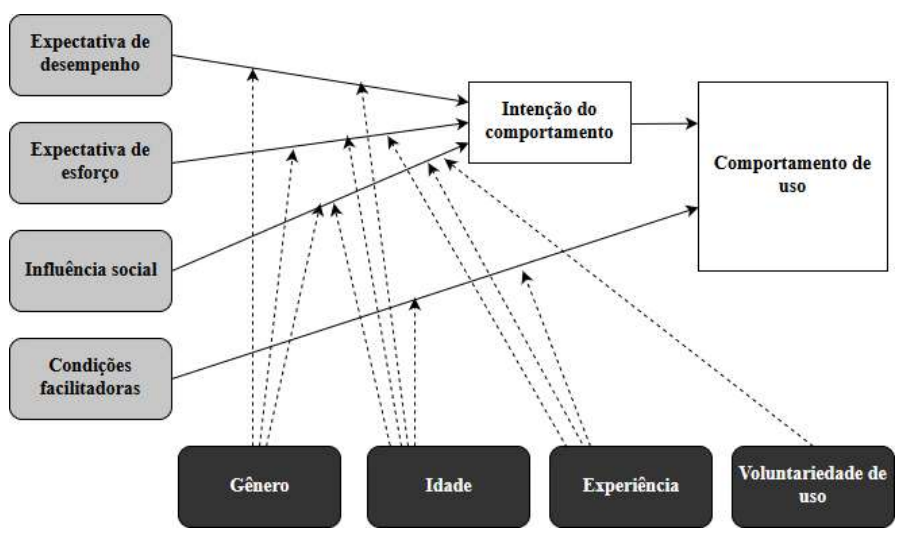 Expectativa de
desempenho
Expectativa de
esforço
Influência social
Condições
facilitadoras
Intenção do
comportamento
Comportamento de
uso
Gênero
Idade
Experiência
Voluntariedade de
uso